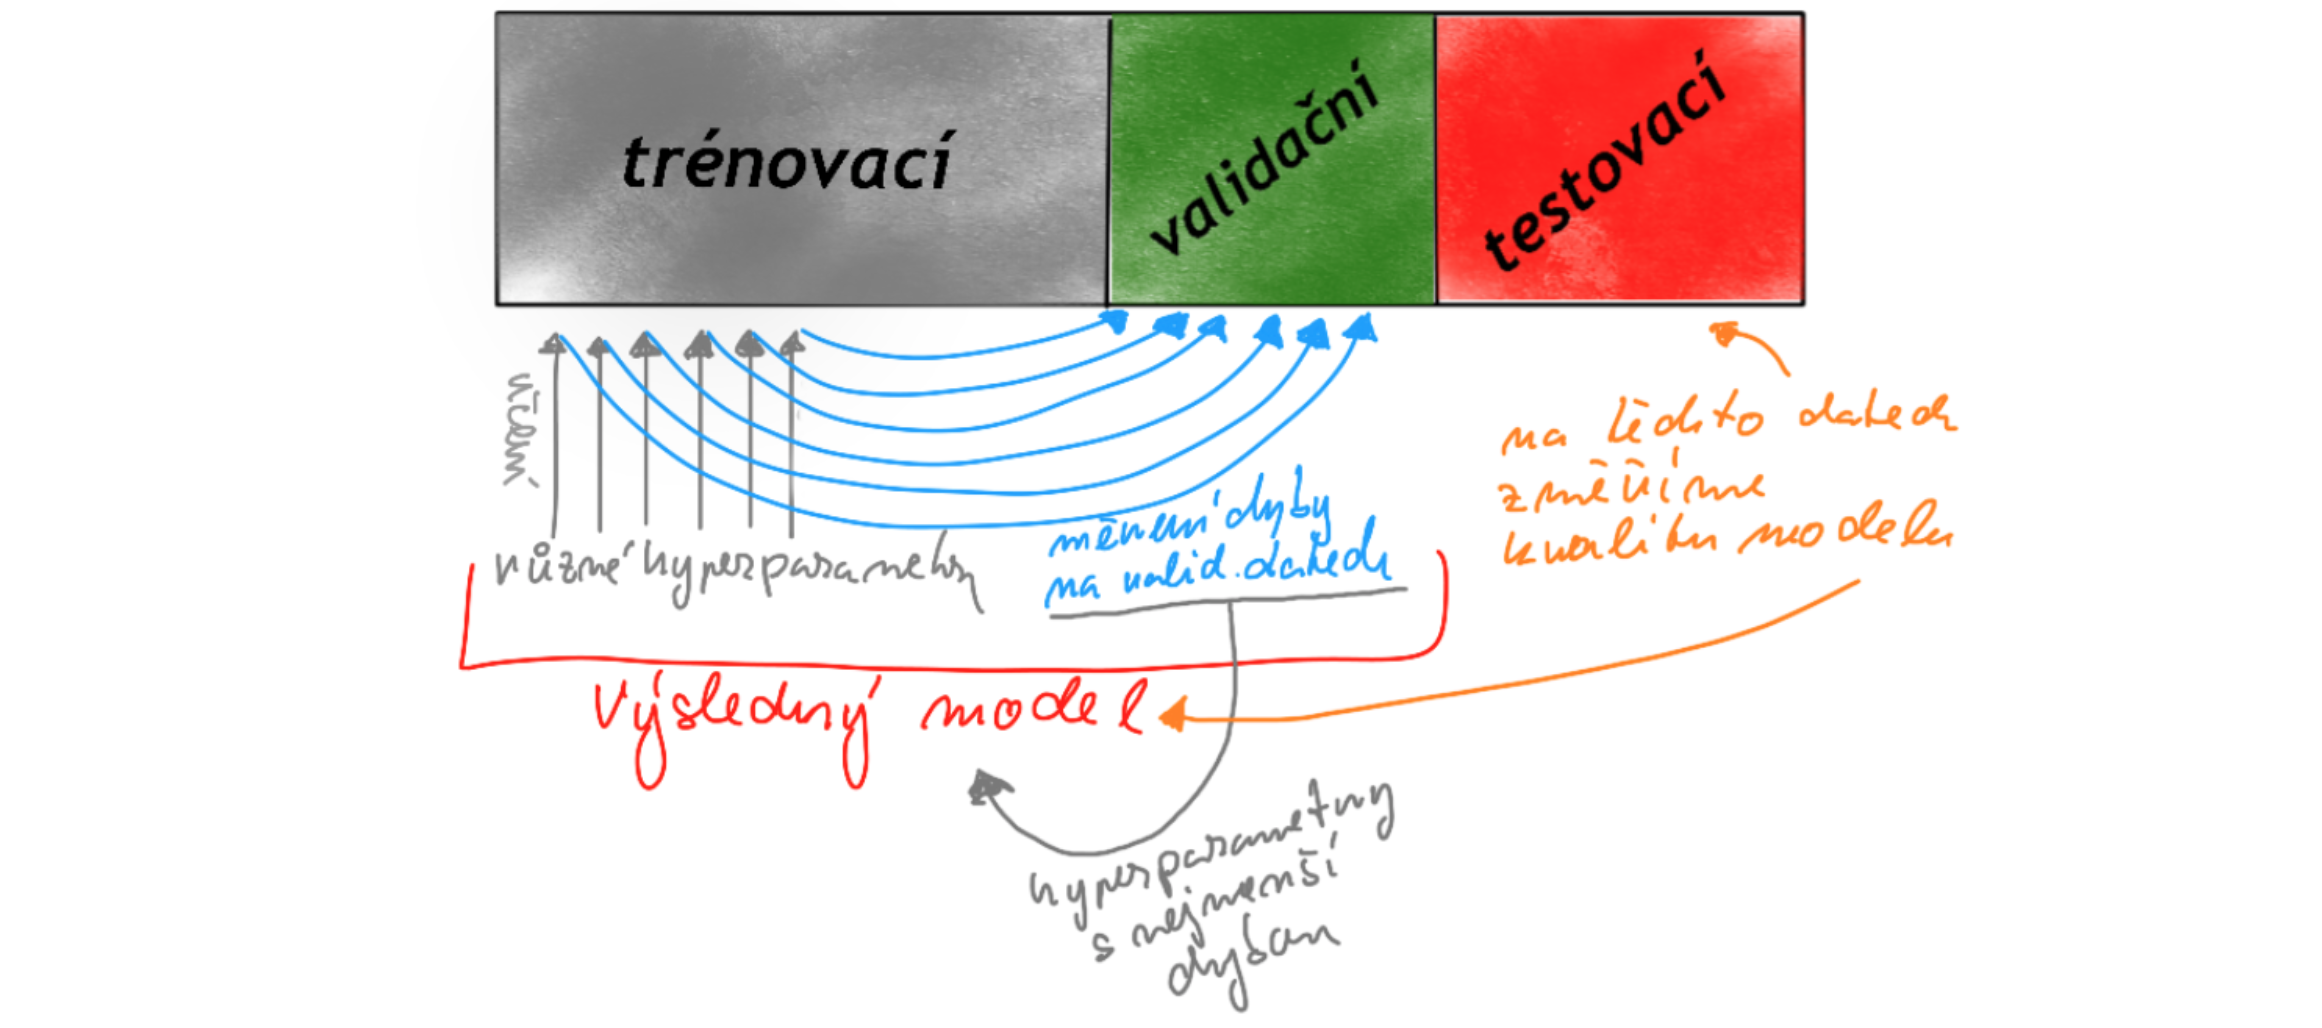 trénovací
validační
testovací
učení
různé hyperparametry
měření chyby
na valid. datech
na těchto datech
změříme
kvalitu modelu
Výsledný model
hyperparametry
s nejmenší
chybou